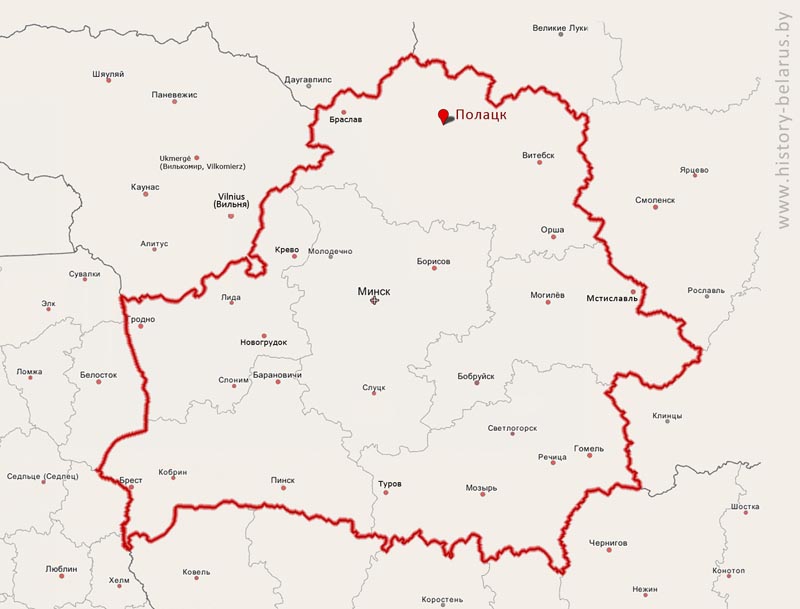 Великие Луки
www.history-belarus.by
Шяуляй
Даугавпилс
Паневежис
Браслав
Полацк
Витебск
Ukmergė
(Вилькомир, Vilkomierz)
Ярцево
Каунас
Vilnius
(Вильня)
Смоленск
Орша
Алитус
Крево
Молодечно
Борисов
Сувалки
Лида
Минск
Могилёв
Мстиславль
Рославль
Элк
Гродно
Новогрудок
Ломжа
Белосток
Слоним
Барановичи
Слуцк
Бобруйск
Клинцы
Светлогорск
Речица
Гомель
Седльце (Седлец)
Брест
Кобрин
Пинск
Туров
Мозырь
Шостка
Чернигов
Люблин
Хелм
Ковель
Конотоп
Нежин
Коростень